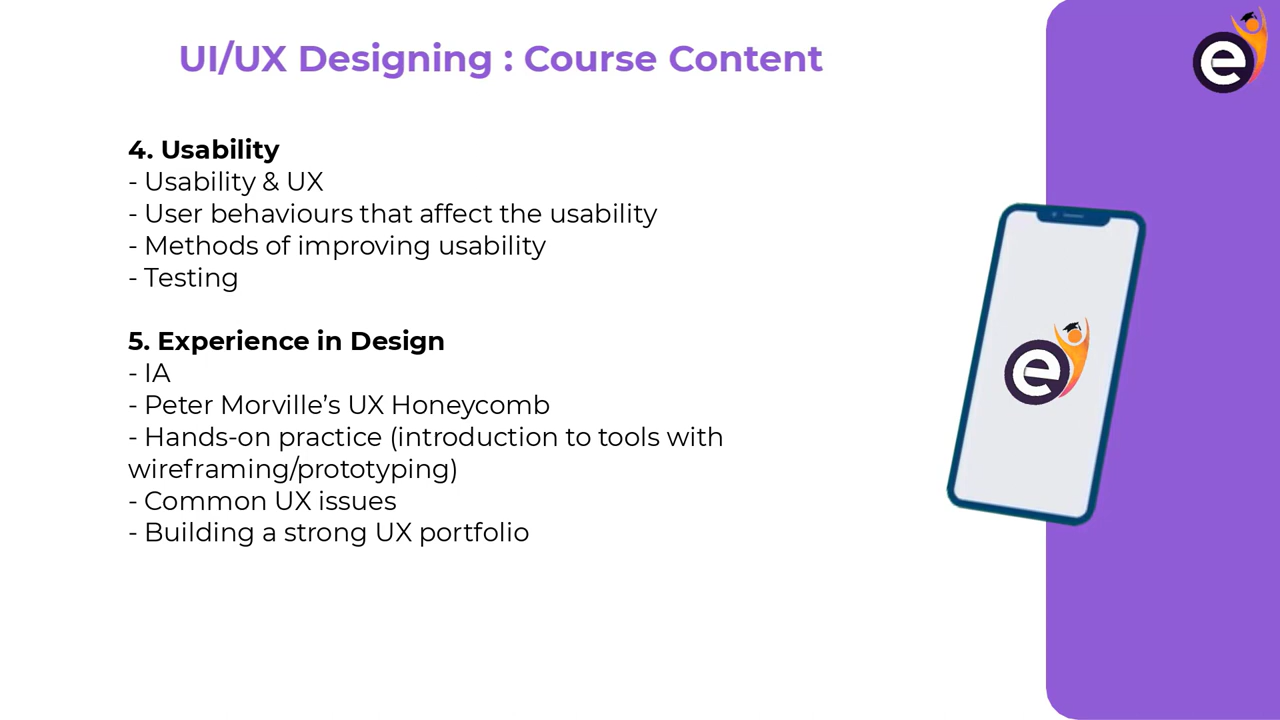 UI/UX Designing : Course Content
4. Usability
- Usability & UX
- User behaviours that affect the usability
- Methods of improving usability
- Testing
5. Experience in Design
- IA
- Peter Morville’s UX Honeycomb
- Hands-on practice (introduction to tools with
wireframing/prototyping)
- Common UX issues
- Building a strong UX portfolio
e
e